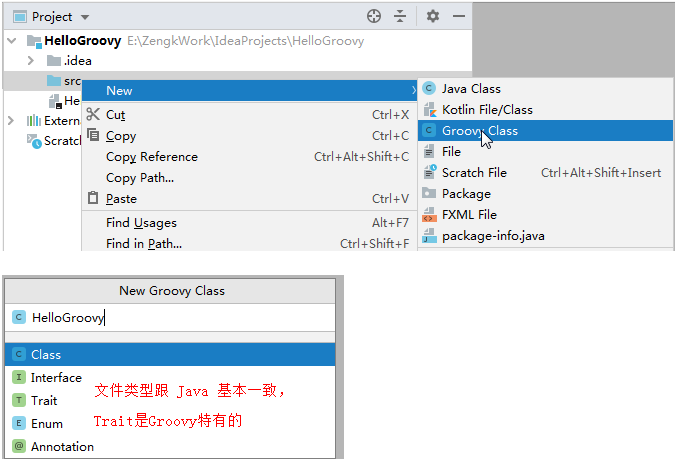 Project
HelloGroovy E:\ZengkWork\IdeaProjects\HelloGroovy
.idea
src
New
Java Class
Cut Ctrl+X
Kotlin File/Class
Copy Ctrl+C
Groovy Class
Copy Reference Ctrl+Alt+Shift+C
File
Copy Path...
Scratch File Ctrl+Alt+Shift+Insert
Paste Ctrl+V
Package
Find Usages Alt+F7
FXML File
Find in Path... Ctrl+Shift+F
package-info.java
He
Externa
Scratc
New Groovy Class
HelloGroovy
Class
Interface
Trait
Enum
Annotation
文件类型跟 Java 基本一致，
Trait是Groovy特有的